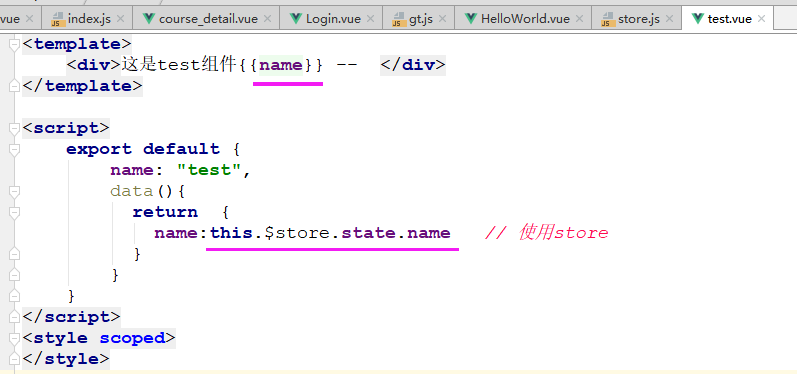 vue index.js course_detail.vue Login.vue gt.js HelloWorld.vue store.js test.vue
<template>
    <div>这是test组件{{name}} --  </div>
</template>

<script>
    export default {
        name: "test",
        data(){
          return  {
            name:this.$store.state.name   // 使用store
          }
        }
    }
</script>
<style scoped>
</style>